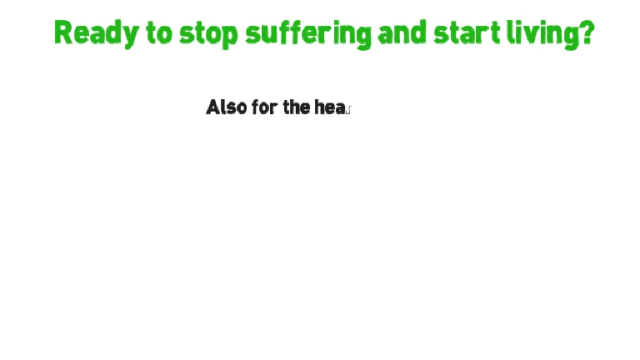 Ready to stop suffering and start living?
Also for the hea